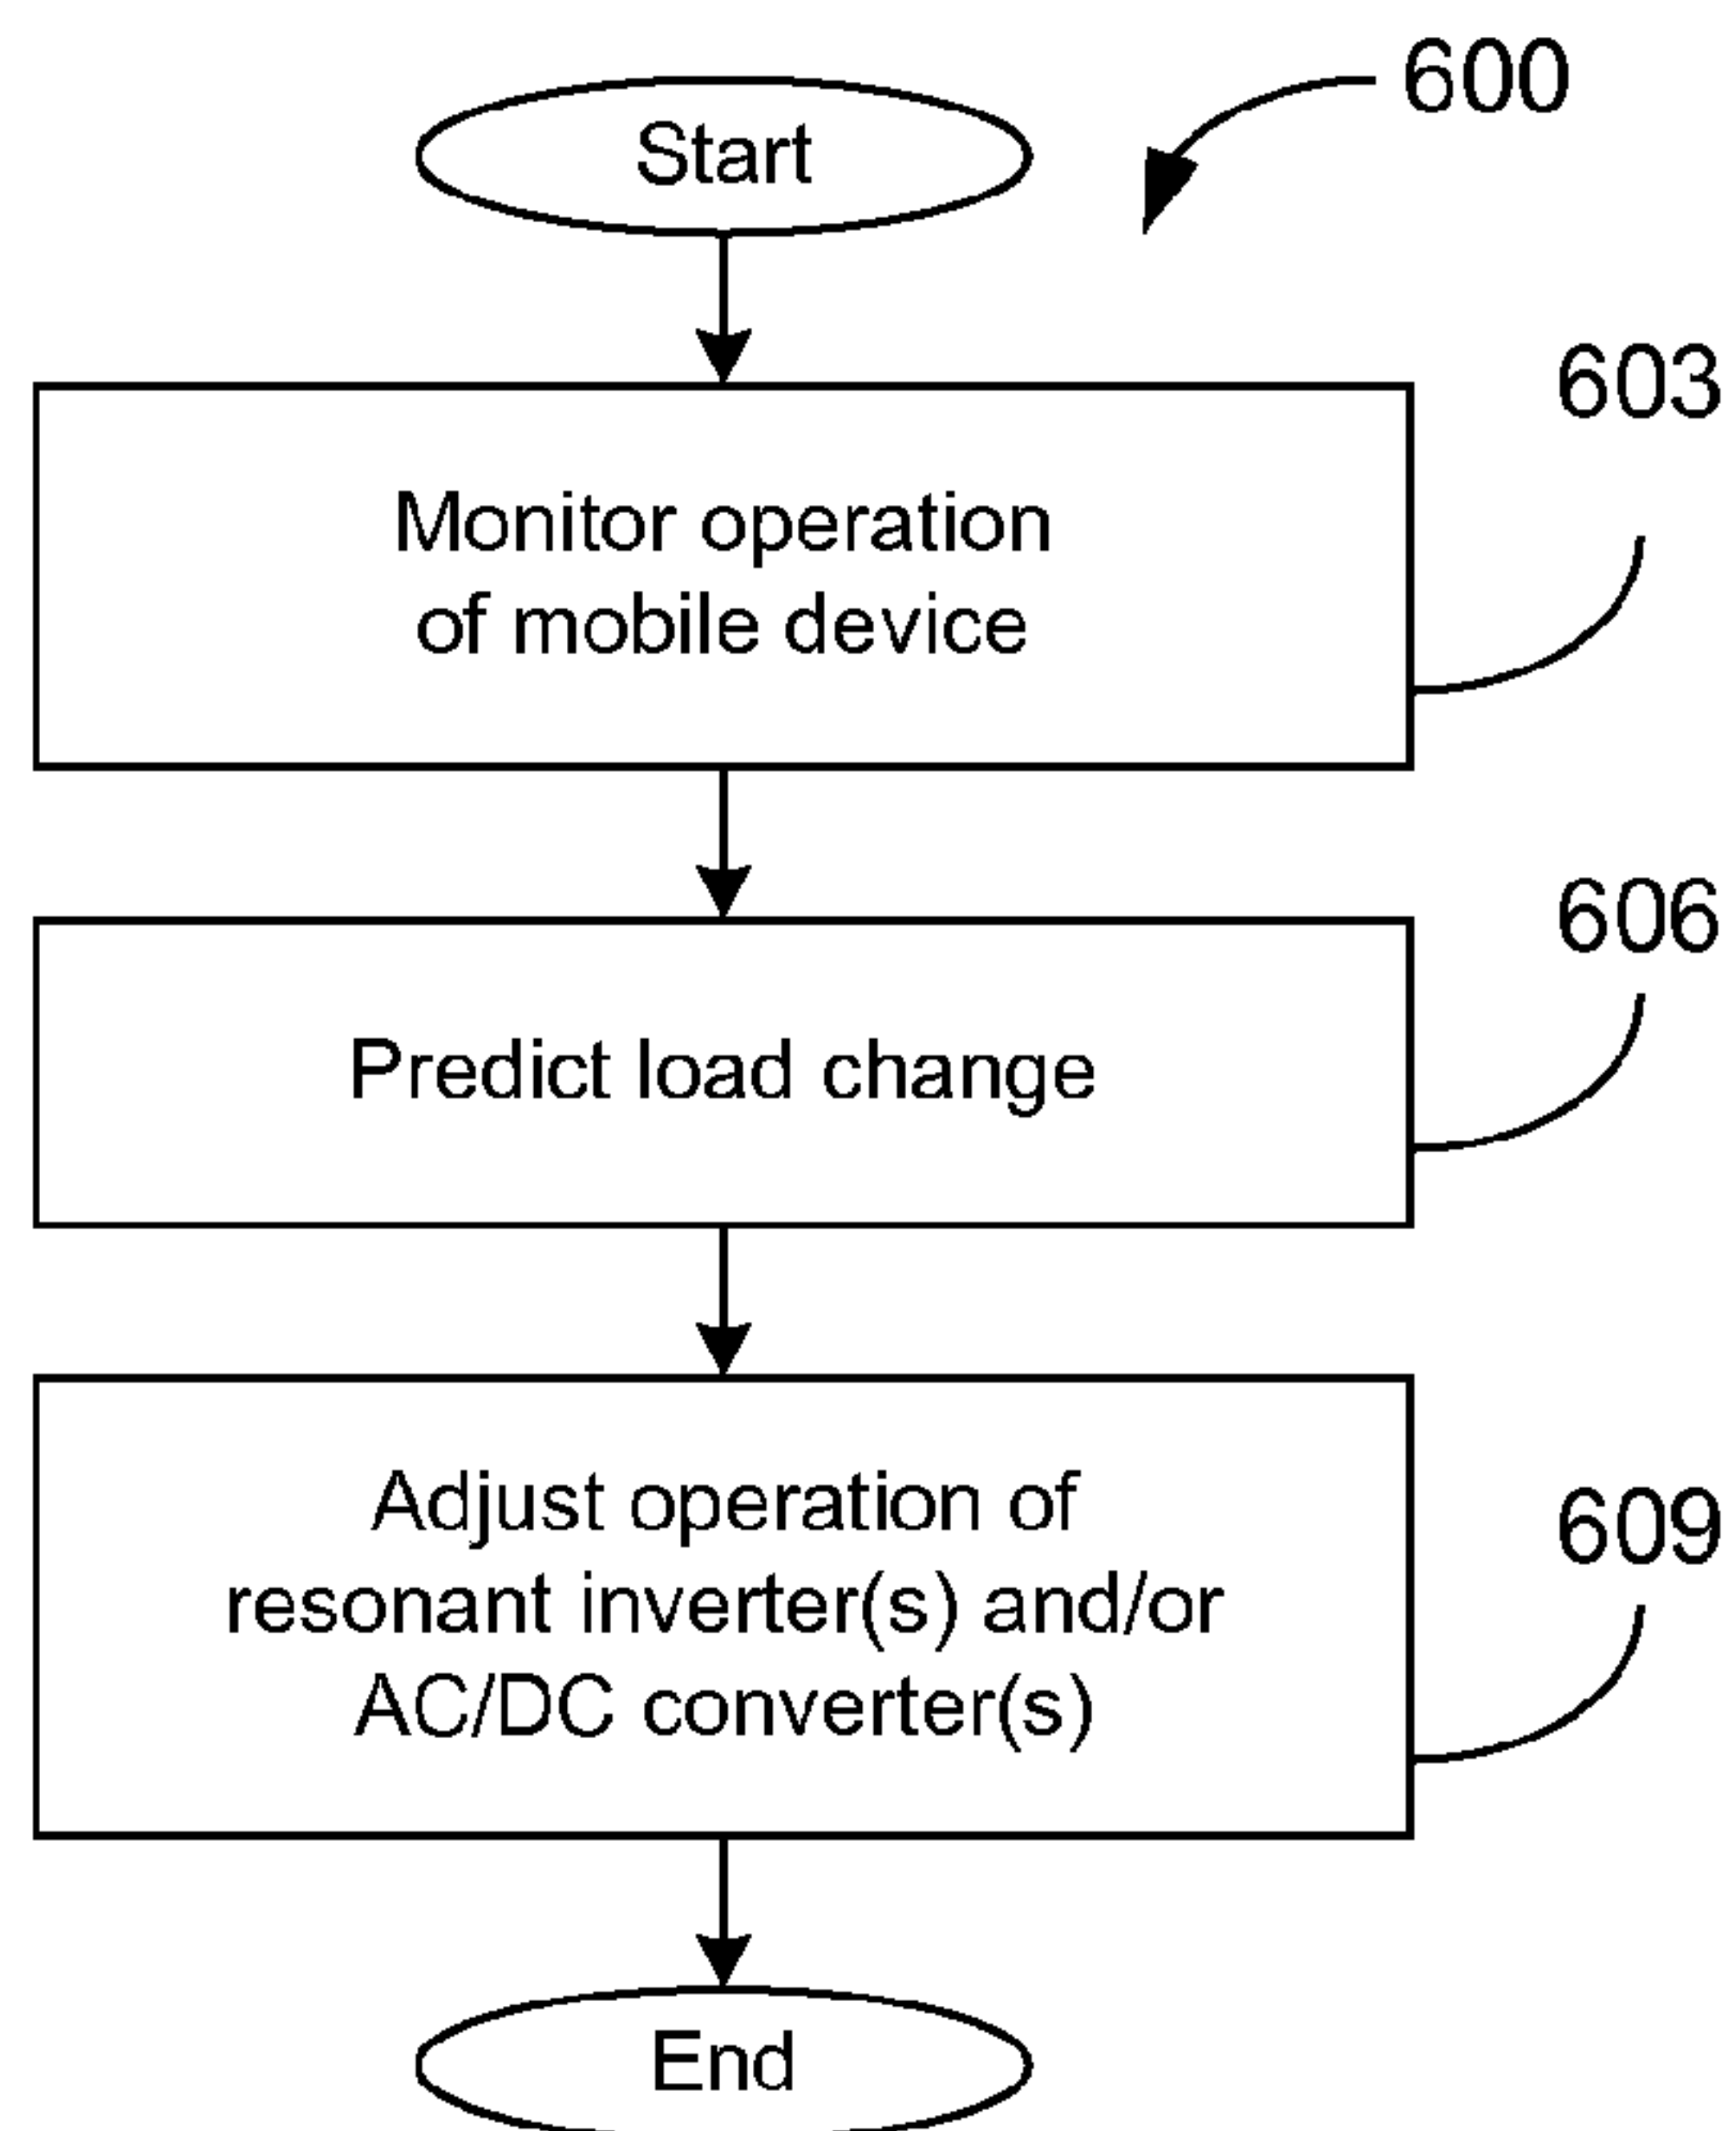 Start
600
603
Monitor operation
of mobile device
606
Predict load change
609
Adjust operation of
resonant inverter(s) and/or
AC/DC converter(s)
End